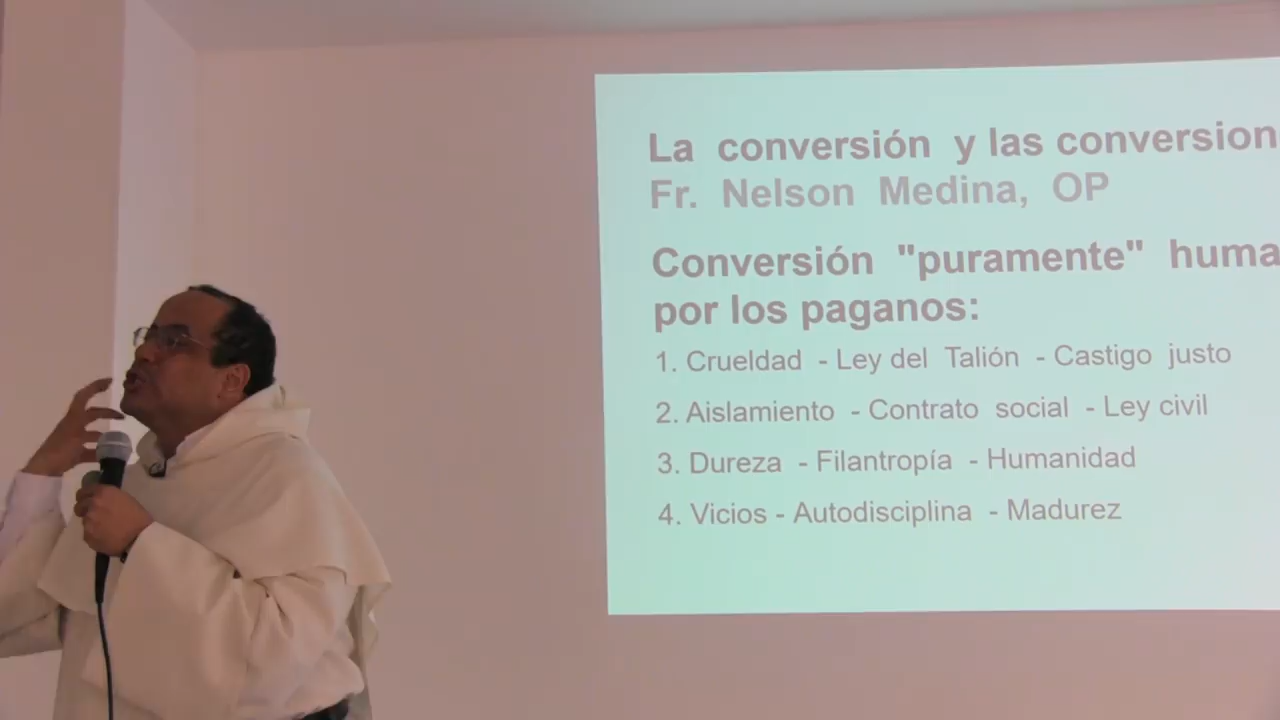 La conversión y las conversion
Fr. Nelson Medina, OP
Conversión "puramente" huma
por los paganos:
1. Crueldad - Ley del Talión - Castigo justo
2. Aislamiento - Contrato social - Ley civil
3. Dureza - Filantropía - Humanidad
4. Vicios - Autodisciplina - Madurez